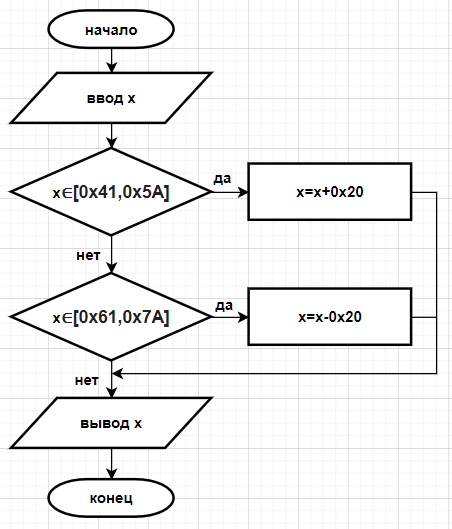 начало
ввод x
x∈[0x41,0x5A]
да
x=x+0x20
нет
x∈[0x61,0x7A]
да
x=x-0x20
нет
вывод x
конец